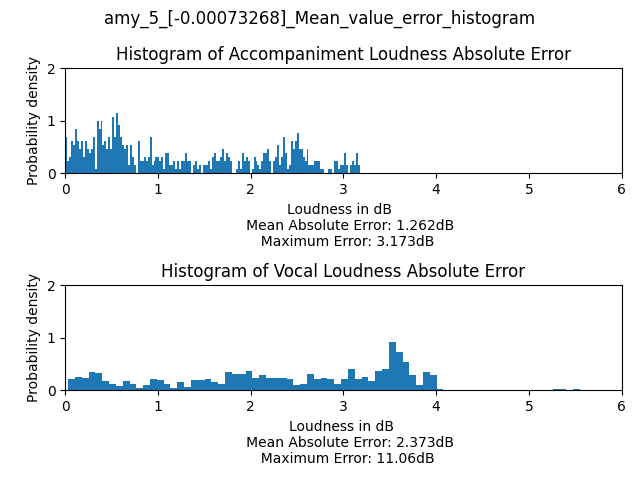 amy_5_[-0.00073268]_Mean_value_error_histogram
Histogram of Accompaniment Loudness Absolute Error
Probability density
2
1
0
0 1 2 3 4 5 6
Loudness in dB
Mean Absolute Error: 1.262dB
Maximum Error: 3.173dB
Histogram of Vocal Loudness Absolute Error
Probability density
2
1
0
0 1 2 3 4 5 6
Loudness in dB
Mean Absolute Error: 2.373dB
Maximum Error: 11.06dB